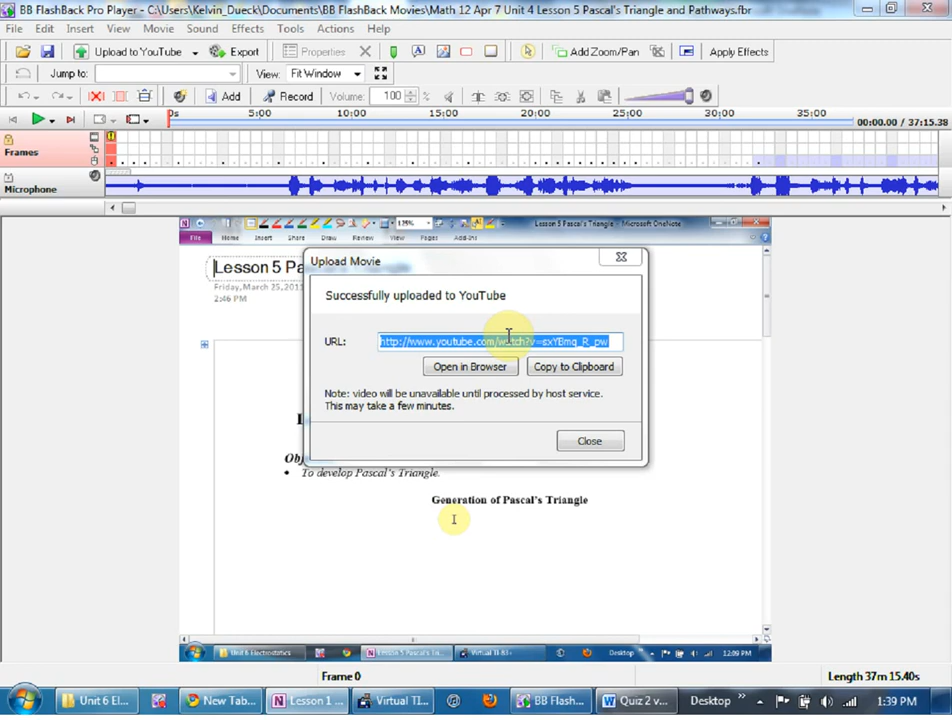 BB FlashBack Pro Player - C:\Users\Kelvin_Dueck\Documents\BB FlashBack Movies\Math 12 Apr 7 Unit 4 Lesson 5 Pascal's Triangle and Pathways.fbr
File Edit Insert View Movie Sound Effects Tools Actions Help
Upload to YouTube Export Properties Add Zoom/Pan Apply Effects
Jump to: View: Fit Window
Add Record Volume: 100 %
0s 5:00 10:00 15:00 20:00 25:00 30:00 35:00 00:00.00 / 37:15.38
Frames
Microphone
125% Lesson 5 Pascal's Triangle - Microsoft OneNote
File Home Insert Share Draw Review View Pages Add-Ins
Lesson 5 Pa
Friday, March 25, 2011
2:46 PM
Upload Movie
Successfully uploaded to YouTube
URL: http://www.youtube.com/watch?v=sxYBmq_R_pw
Open in Browser Copy to Clipboard
Note: video will be unavailable until processed by host service.
This may take a few minutes.
Close
L
Obj
• To develop Pascal's Triangle.
Generation of Pascal's Triangle
Unit 6 Electrostatics Lesson 5 Pascal's Tr... Virtual TI-83+ Desktop 12:09 PM
Frame 0 Length 37m 15.40s
Unit 6 El... New Tab... Lesson 1 ... Virtual TI... BB Flash... Quiz 2 v... Desktop 1:39 PM